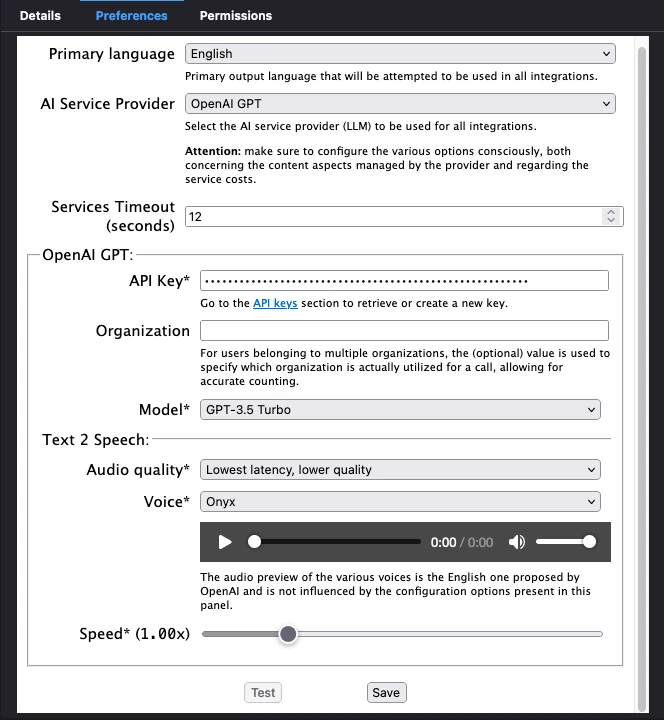 Details Preferences Permissions
Primary language English
Primary output language that will be attempted to be used in all integrations.
AI Service Provider OpenAI GPT
Select the AI service provider (LLM) to be used for all integrations.
Attention: make sure to configure the various options consciously, both
concerning the content aspects managed by the provider and regarding the
service costs.
Services Timeout
(seconds) 12
OpenAI GPT:
API Key* ••••••••••••••••••••••••••••••••••••••••••••••••••••••••
Go to the API keys section to retrieve or create a new key.
Organization
For users belonging to multiple organizations, the (optional) value is used to
specify which organization is actually utilized for a call, allowing for
accurate counting.
Model* GPT-3.5 Turbo
Text 2 Speech:
Audio quality* Lowest latency, lower quality
Voice* Onyx
0:00 / 0:00
The audio preview of the various voices is the English one proposed by
OpenAI and is not influenced by the configuration options present in this
panel.
Speed* (1.00x)
Test Save